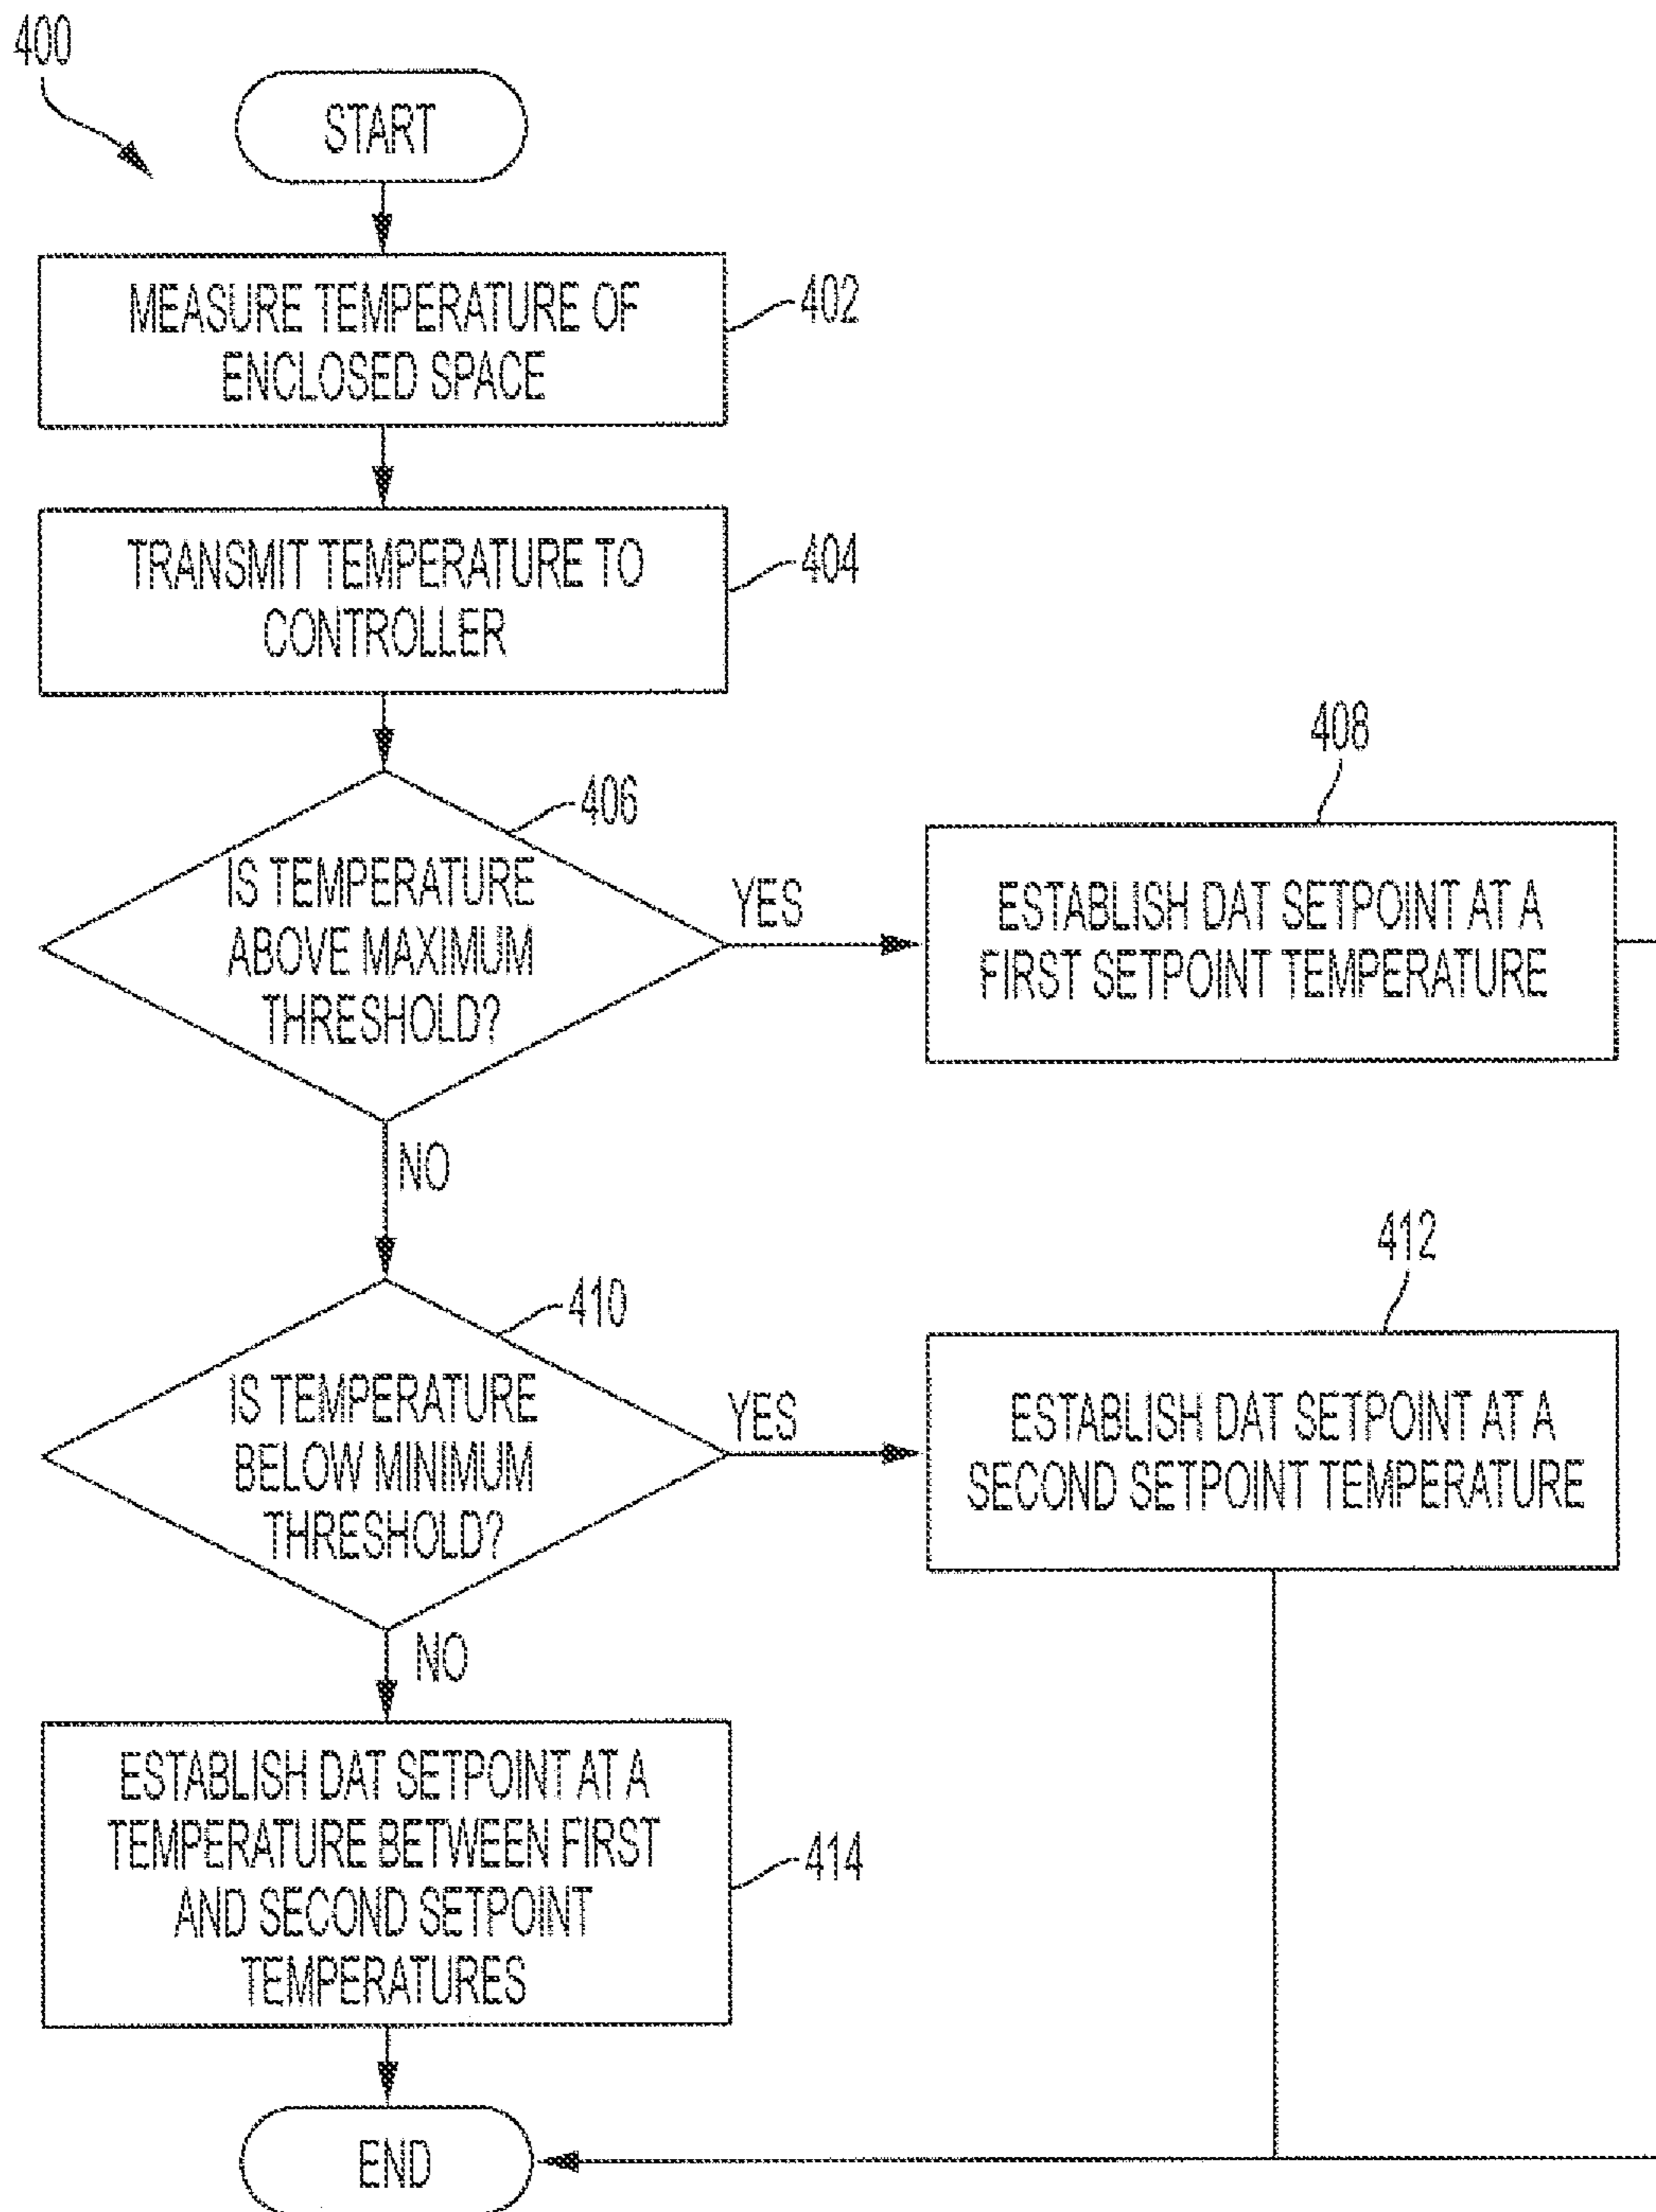 400
START
MEASURE TEMPERATURE OF
ENCLOSED SPACE
402
TRANSMIT TEMPERATURE TO
CONTROLLER
404
406
IS TEMPERATURE
ABOVE MAXIMUM
THRESHOLD?
YES
408
ESTABLISH DAT SETPOINT AT A
FIRST SETPOINT TEMPERATURE
NO
410
IS TEMPERATURE
BELOW MINIMUM
THRESHOLD?
YES
412
ESTABLISH DAT SETPOINT AT A
SECOND SETPOINT TEMPERATURE
NO
ESTABLISH DAT SETPOINT AT A
TEMPERATURE BETWEEN FIRST
AND SECOND SETPOINT
TEMPERATURES
414
END